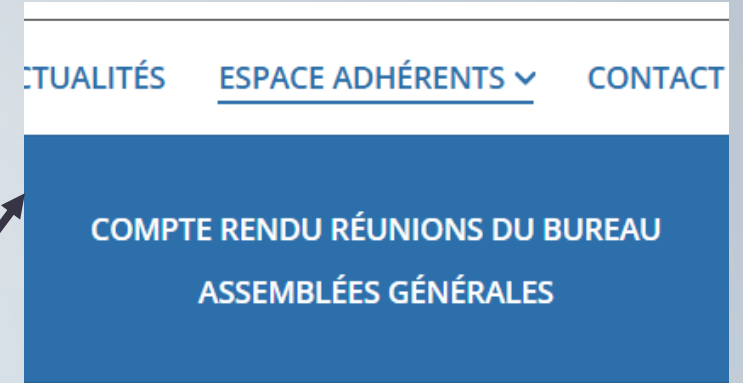 CTUALITÉS ESPACE ADHÉRENTS CONTACT
COMPTE RENDU RÉUNIONS DU BUREAU
ASSEMBLÉES GÉNÉRALES